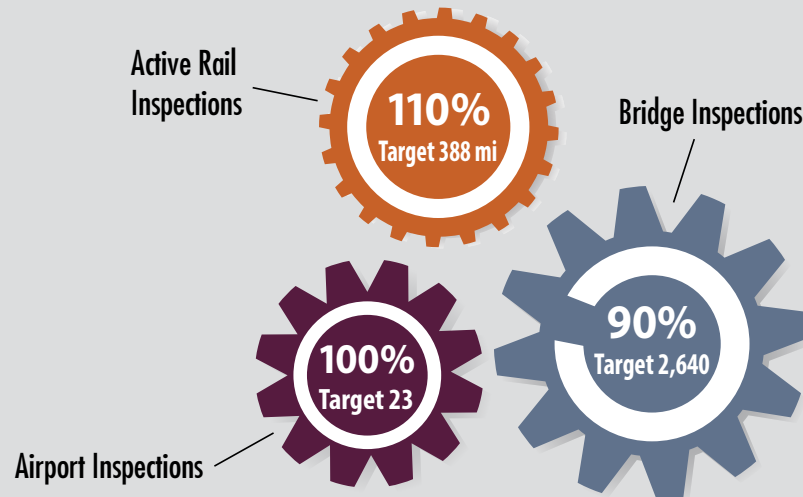 Active Rail
Inspections
110%
Target 388 mi
Bridge Inspections
90%
Target 2,640
100%
Target 23
Airport Inspections